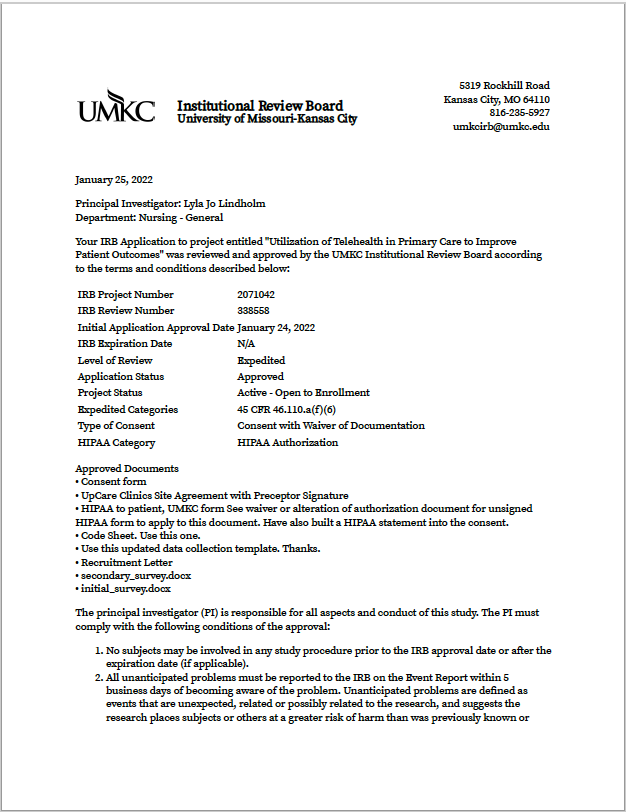 5319 Rockhill Road
Kansas City, MO 64110
816-235-5927
umkcirb@umkc.edu
UMKC
Institutional Review Board
University of Missouri-Kansas City
January 25, 2022
Principal Investigator: Lyla Jo Lindholm
Department: Nursing - General
Your IRB Application to project entitled "Utilization of Telehealth in Primary Care to Improve
Patient Outcomes" was reviewed and approved by the UMKC Institutional Review Board according
to the terms and conditions described below:
IRB Project Number 2071042
IRB Review Number 338558
Initial Application Approval Date January 24, 2022
IRB Expiration Date N/A
Level of Review Expedited
Application Status Approved
Project Status Active - Open to Enrollment
Expedited Categories 45 CFR 46.110.a(f)(6)
Type of Consent Consent with Waiver of Documentation
HIPAA Category HIPAA Authorization
Approved Documents
• Consent form
• UpCare Clinics Site Agreement with Preceptor Signature
• HIPAA to patient, UMKC form See waiver or alteration of authorization document for unsigned
HIPAA form to apply to this document. Have also built a HIPAA statement into the consent.
• Code Sheet. Use this one.
• Use this updated data collection template. Thanks.
• Recruitment Letter
• secondary_survey.docx
• initial_survey.docx
The principal investigator (PI) is responsible for all aspects and conduct of this study. The PI must
comply with the following conditions of the approval:
1. No subjects may be involved in any study procedure prior to the IRB approval date or after the
expiration date (if applicable).
2. All unanticipated problems must be reported to the IRB on the Event Report within 5
business days of becoming aware of the problem. Unanticipated problems are defined as
events that are unexpected, related or possibly related to the research, and suggests the
research places subjects or others at a greater risk of harm than was previously known or